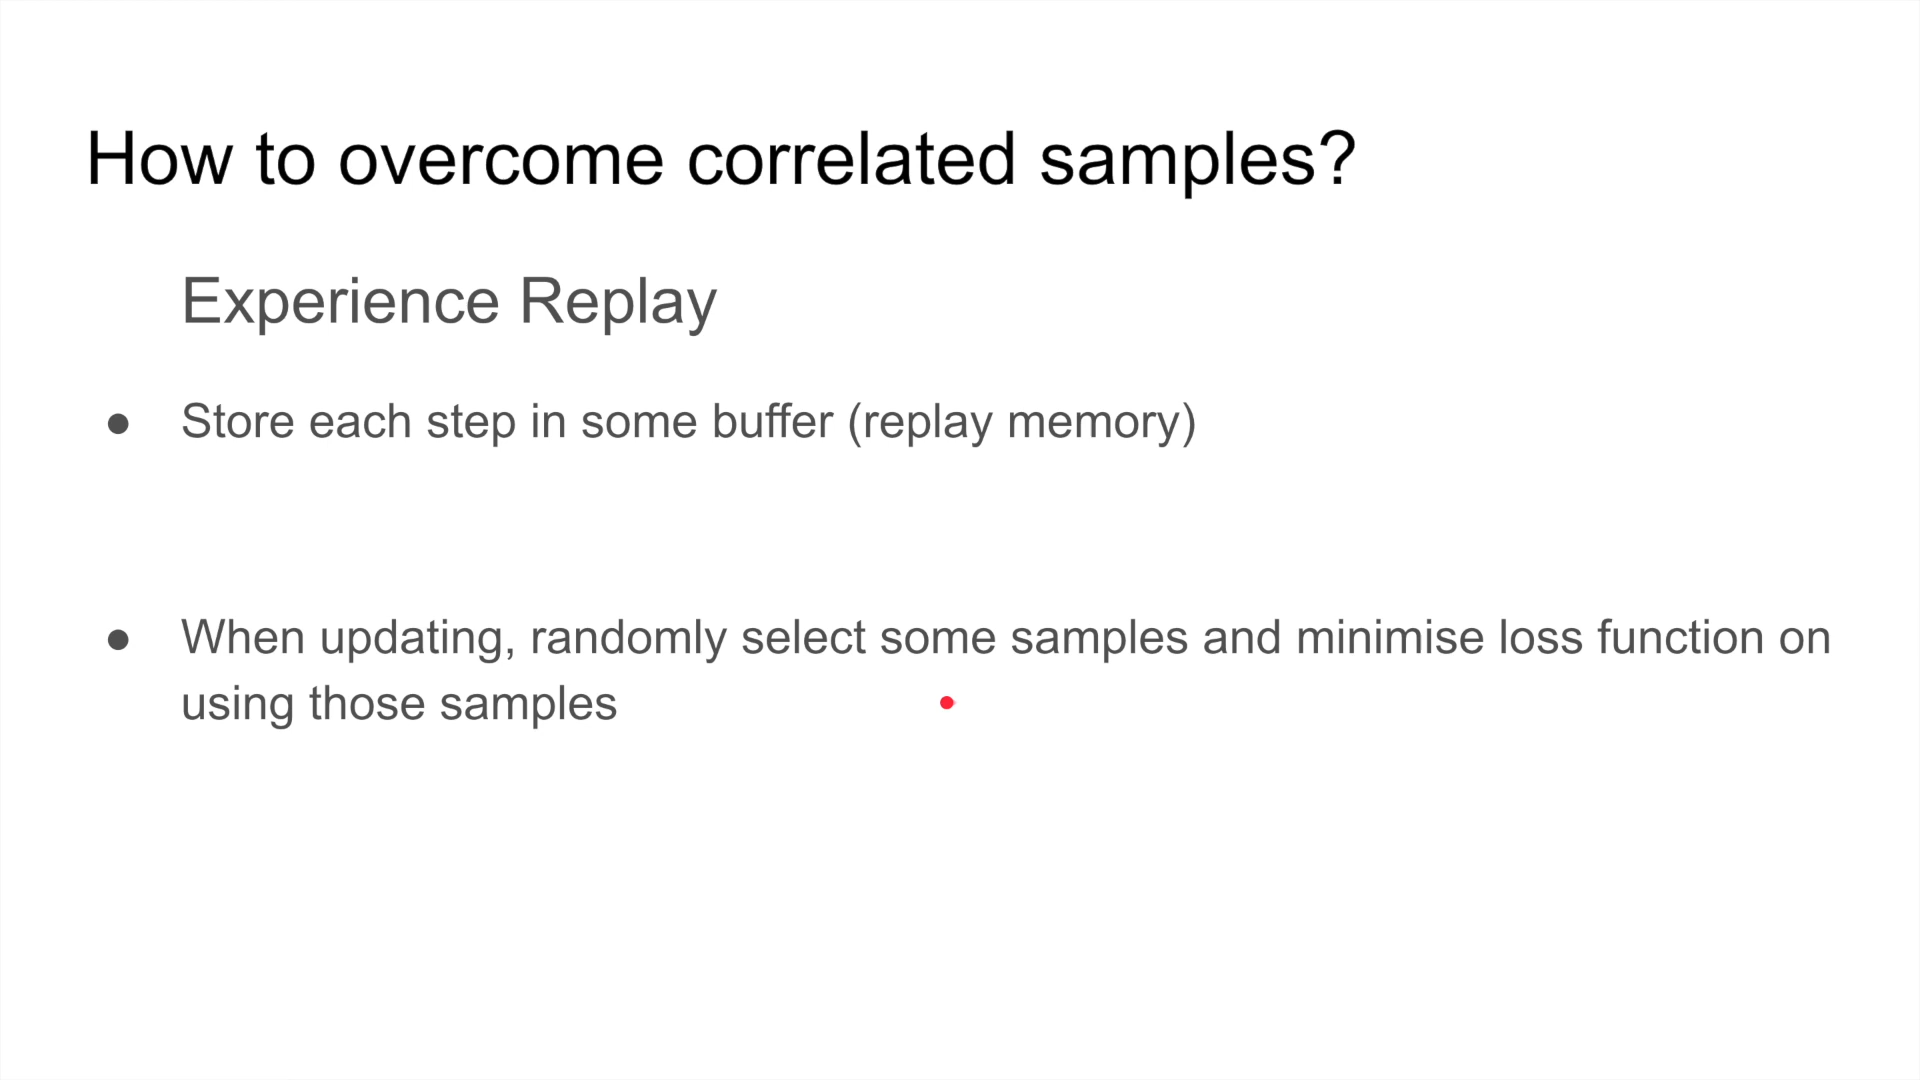 How to overcome correlated samples?
Experience Replay
● Store each step in some buffer (replay memory)
● When updating, randomly select some samples and minimise loss function on
using those samples